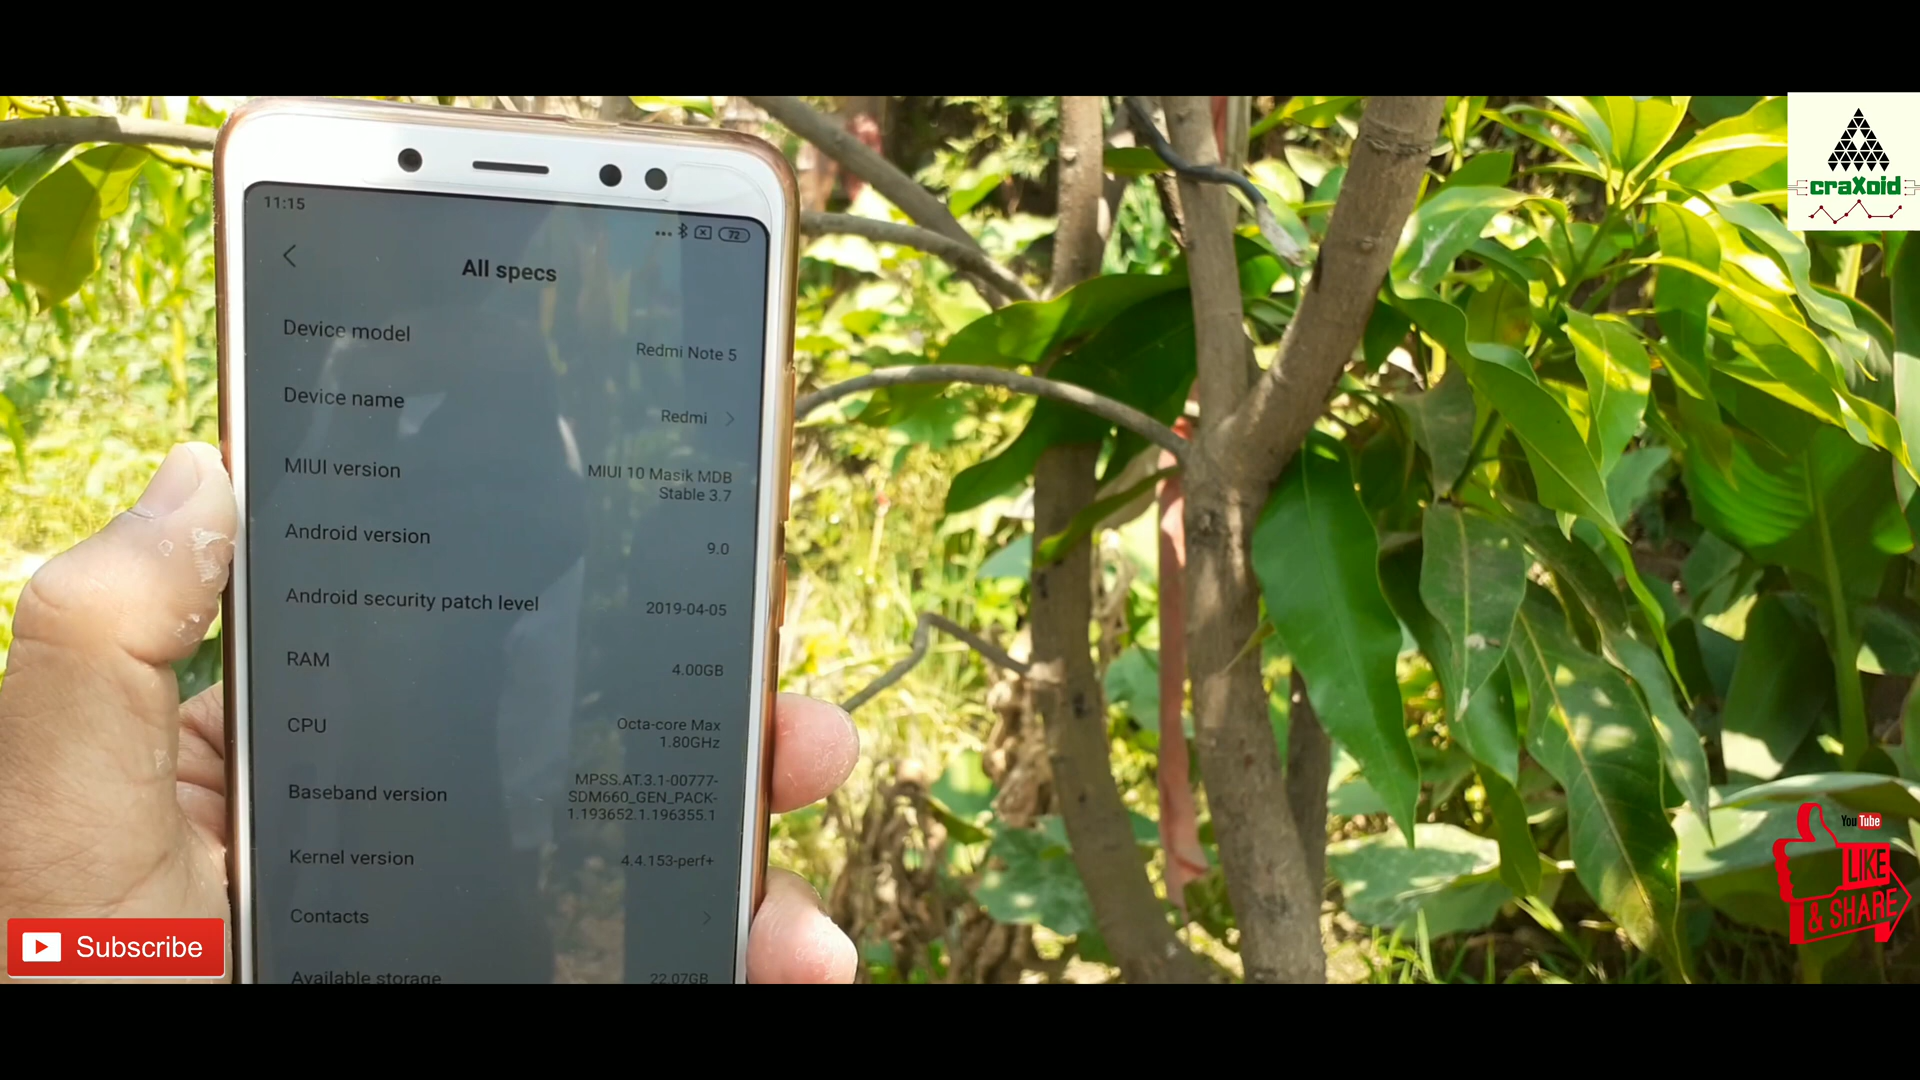 11:15
72
All specs
Device model
Redmi Note 5
Device name
Redmi
MIUI version
MIUI 10 Masik MDB
Stable 3.7
Android version
9.0
Android security patch level
2019-04-05
RAM
4.00GB
CPU
Octa-core Max
1.80GHz
Baseband version
MPSS.AT.3.1-00777-
SDM660_GEN_PACK-
1.193652.1.196355.1
Kernel version
4.4.153-perf+
Contacts
Available storage
22.07GB
Subscribe
craXoid
YouTube
LIKE
& SHARE